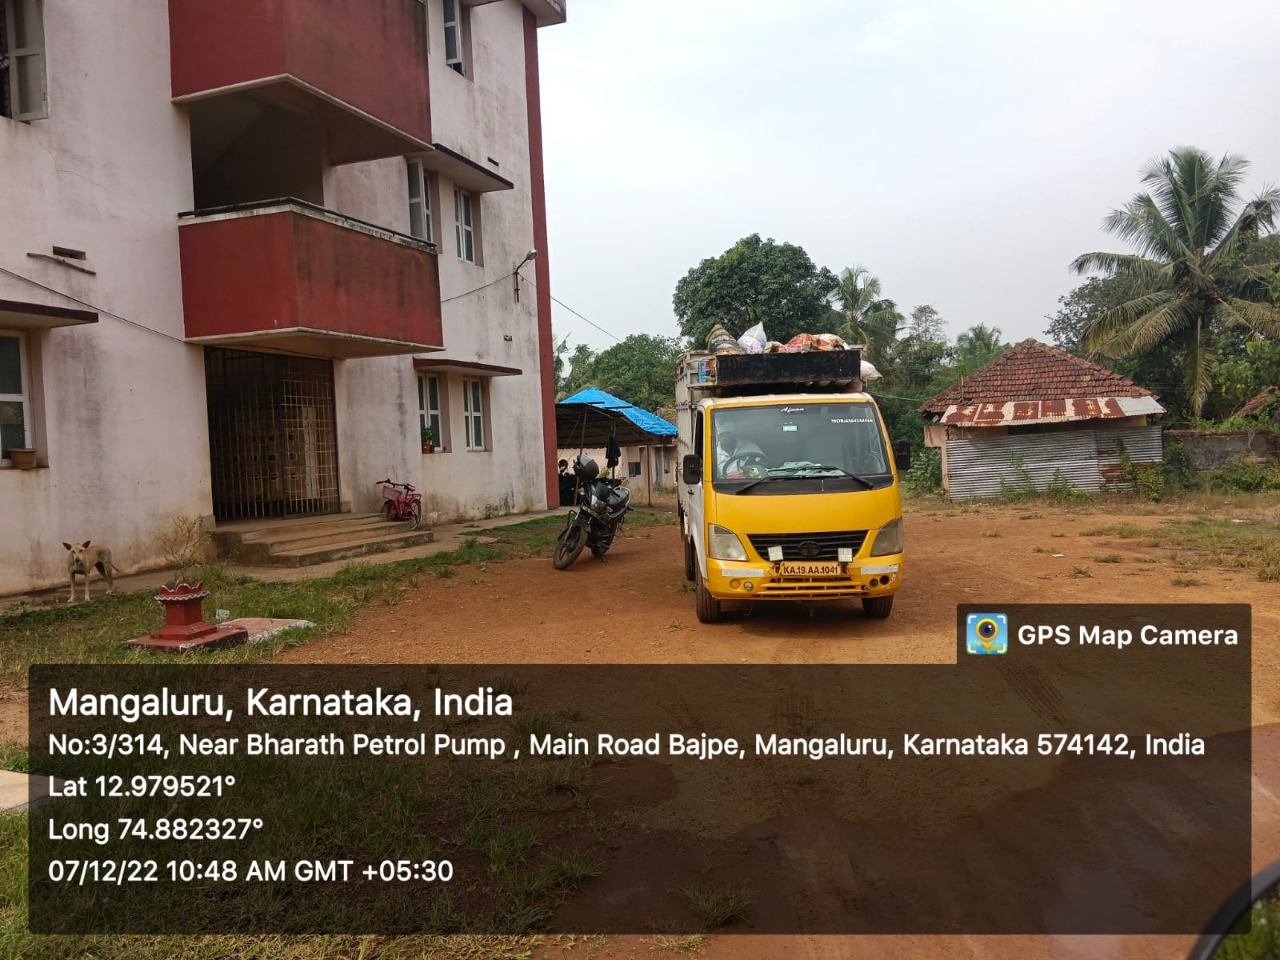 Ajnan
KA.19.AA.1041
GPS Map Camera
Mangaluru, Karnataka, India
No:3/314, Near Bharath Petrol Pump , Main Road Bajpe, Mangaluru, Karnataka 574142, India
Lat 12.979521°
Long 74.882327°
07/12/22 10:48 AM GMT +05:30